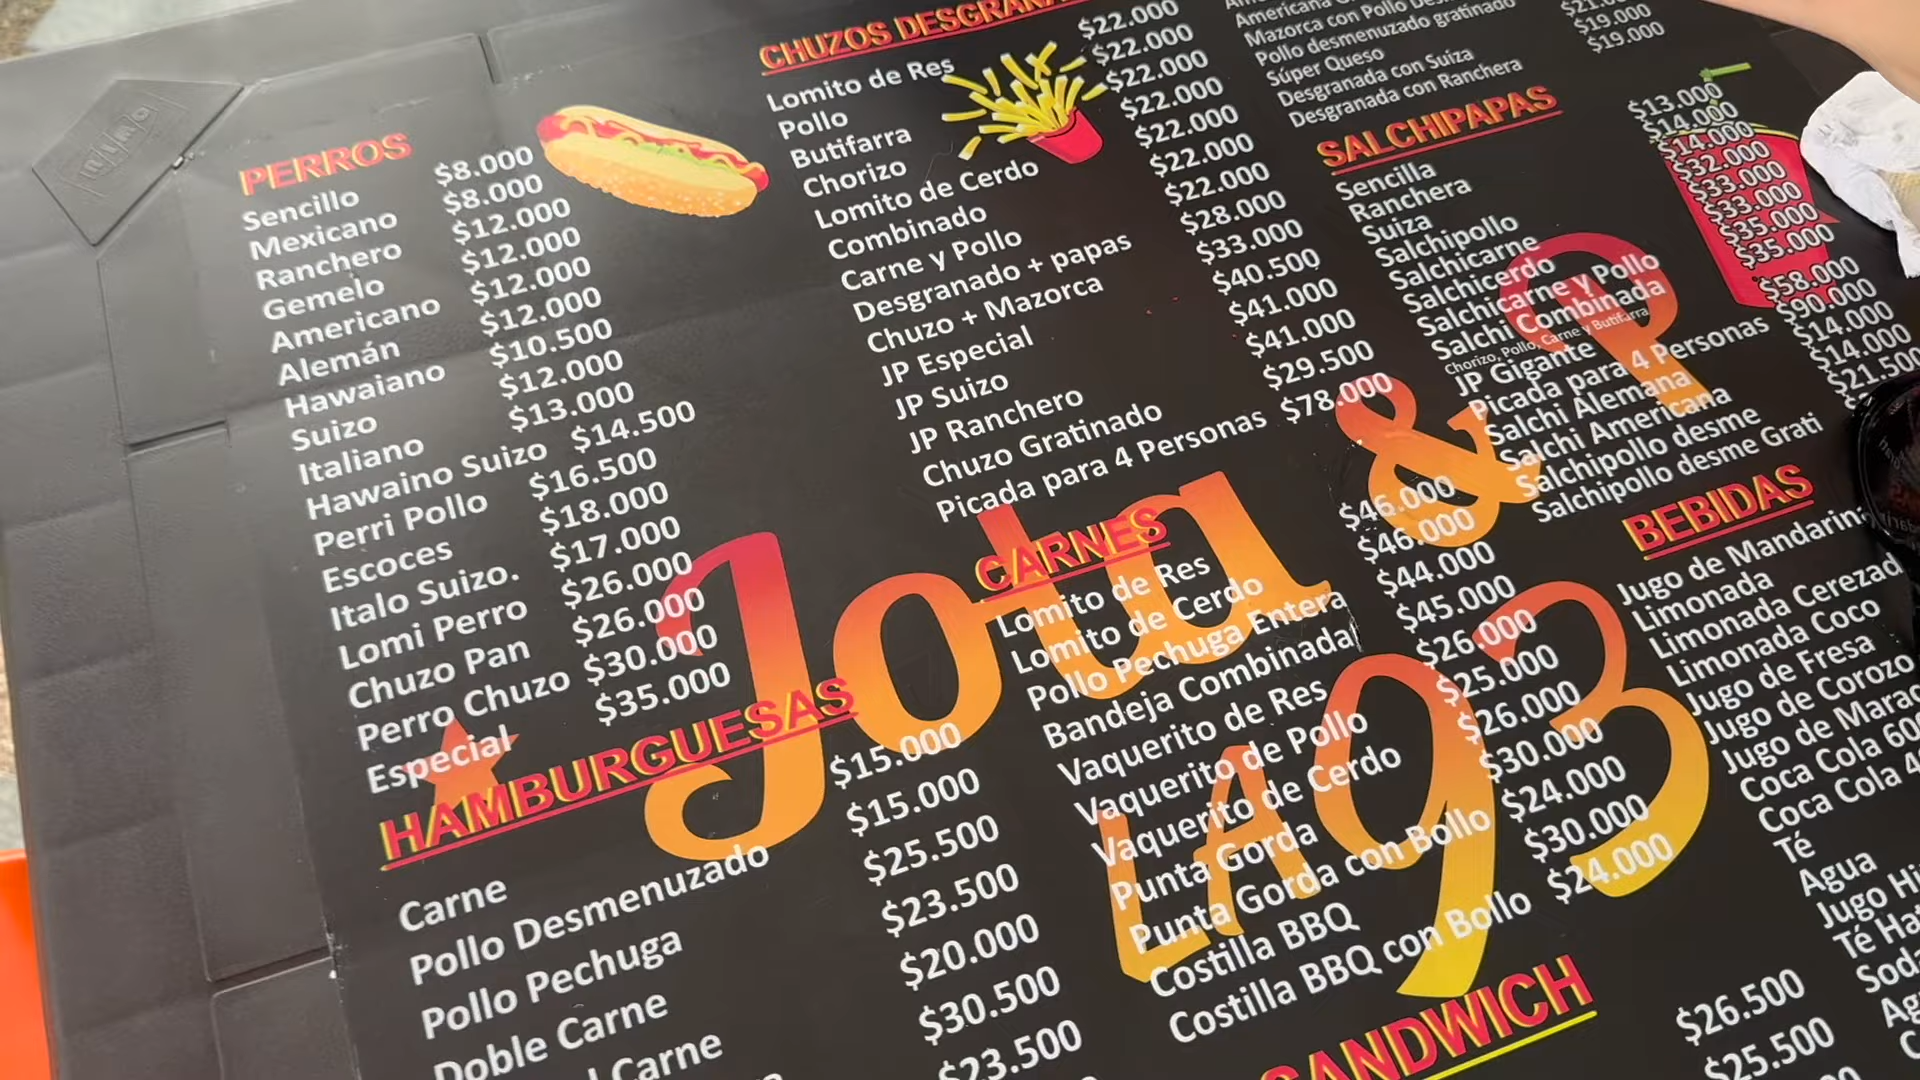 PERROS
Sencillo $8.000
Mexicano $8.000
Ranchero $12.000
Gemelo $12.000
Americano $12.000
Alemán $12.000
Hawaiano $10.500
Suizo $12.000
Italiano $13.000
Hawaino Suizo $14.500
Perri Pollo $16.500
Escoces $18.000
Italo Suizo. $17.000
Lomi Perro $26.000
Chuzo Pan $26.000
Perro Chuzo $30.000
Especial $35.000
HAMBURGUESAS
Carne $15.000
Pollo Desmenuzado $15.000
Pollo Pechuga $25.500
Doble Carne $23.500
Carne $20.000
$30.500
$23.500
CHUZOS
Lomito de Res $22.000
Pollo $22.000
Butifarra $22.000
Chorizo $22.000
Lomito de Cerdo $22.000
Combinado $22.000
Carne y Pollo $22.000
Desgranado + papas $28.000
Chuzo + Mazorca $33.000
JP Especial $40.500
JP Suizo $41.000
JP Ranchero $41.000
Chuzo Gratinado $29.500
Picada para 4 Personas $78.000
Jota & P
LA 93
CARNES
Lomito de Res $46.000
Lomito de Cerdo $46.000
Pollo Pechuga Entera $44.000
Bandeja Combinada $45.000
Vaquerito de Res $26.000
Vaquerito de Pollo $25.000
Vaquerito de Cerdo $26.000
Punta Gorda $30.000
Punta Gorda con Bollo $24.000
Costilla BBQ $30.000
Costilla BBQ con Bollo $24.000
SANDWICH
$26.500
$25.500
Americana
Mazorca con Pollo
Pollo desmenuzado gratinado
Súper Queso
Desgranada con Suiza $19.000
Desgranada con Ranchera $19.000
SALCHIPAPAS
Sencilla $13.000
Ranchera $14.000
Suiza $14.000
Salchipollo $32.000
Salchicarne $33.000
Salchicerdo $33.000
Salchicarne y Pollo $35.000
Salchi Combinada $35.000
Chorizo, Pollo, Carne y Butifarra
JP Gigante $58.000
Picada para 4 Personas $90.000
Salchi Alemana $14.000
Salchi Americana $14.000
Salchipollo desme $21.500
Salchipollo desme Grati
BEBIDAS
Jugo de Mandarina
Limonada
Limonada Cerezad
Limonada Coco
Jugo de Fresa
Jugo de Corozo
Jugo de Marac
Coca Cola 60
Coca Cola 4
Té
Agua
Jugo Hi
Té Hat
Soda